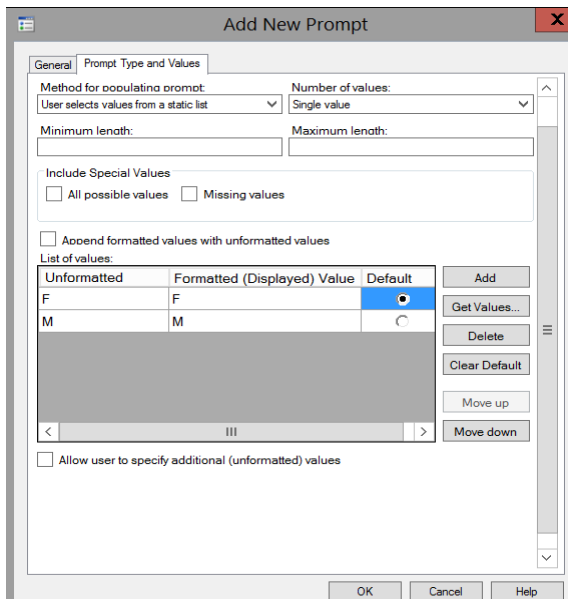 Add New Prompt
X
General
Prompt Type and Values
Method for populating prompt:
Number of values:
User selects values from a static list
Single value
Minimum length:
Maximum length:
Include Special Values
All possible values
Missing values
Append formatted values with unformatted values
List of values:
Unformatted
Formatted (Displayed) Value
Default
F
F
M
M
Add
Get Values...
Delete
Clear Default
Move up
Move down
Allow user to specify additional (unformatted) values
OK
Cancel
Help